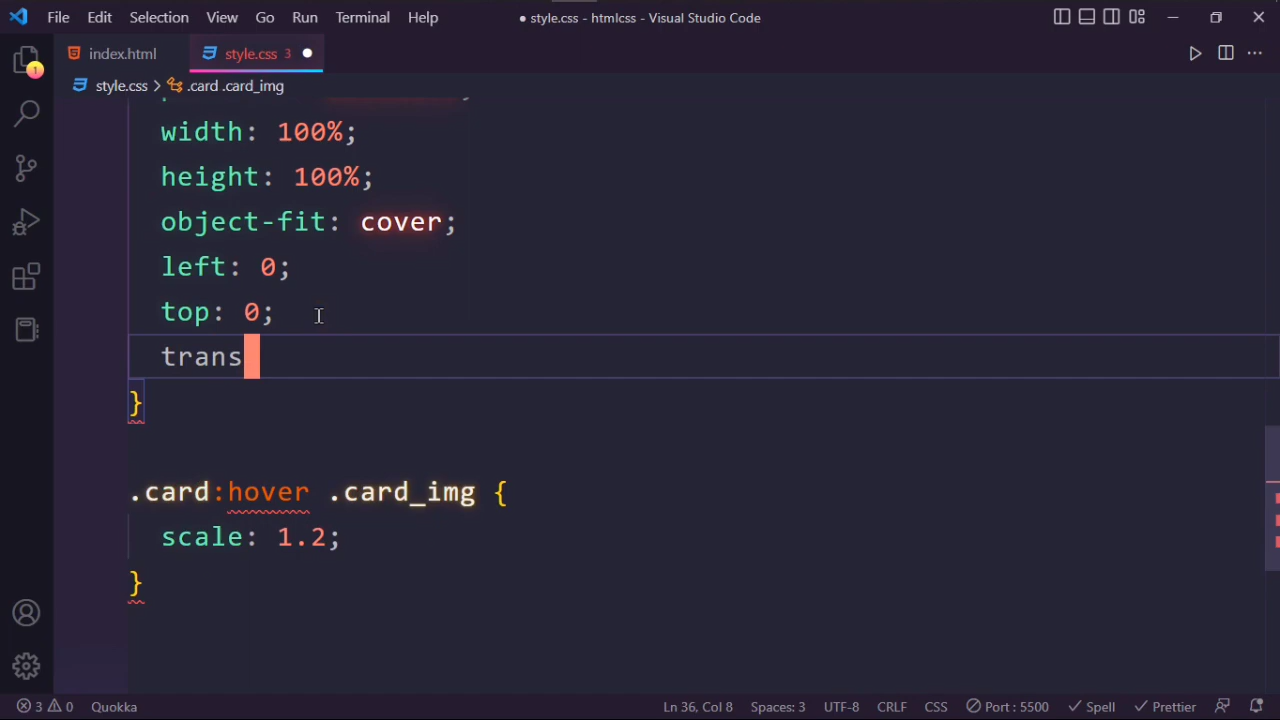 File Edit Selection View Go Run Terminal Help ● style.css - htmlcss - Visual Studio Code
index.html style.css 3 ●
style.css > .card .card_img
1
width: 100%;
height: 100%;
object-fit: cover;
left: 0;
top: 0;
trans
}
.card:hover .card_img {
scale: 1.2;
}
3 0 Quokka Ln 36, Col 8 Spaces: 3 UTF-8 CRLF CSS Port : 5500 Spell Prettier